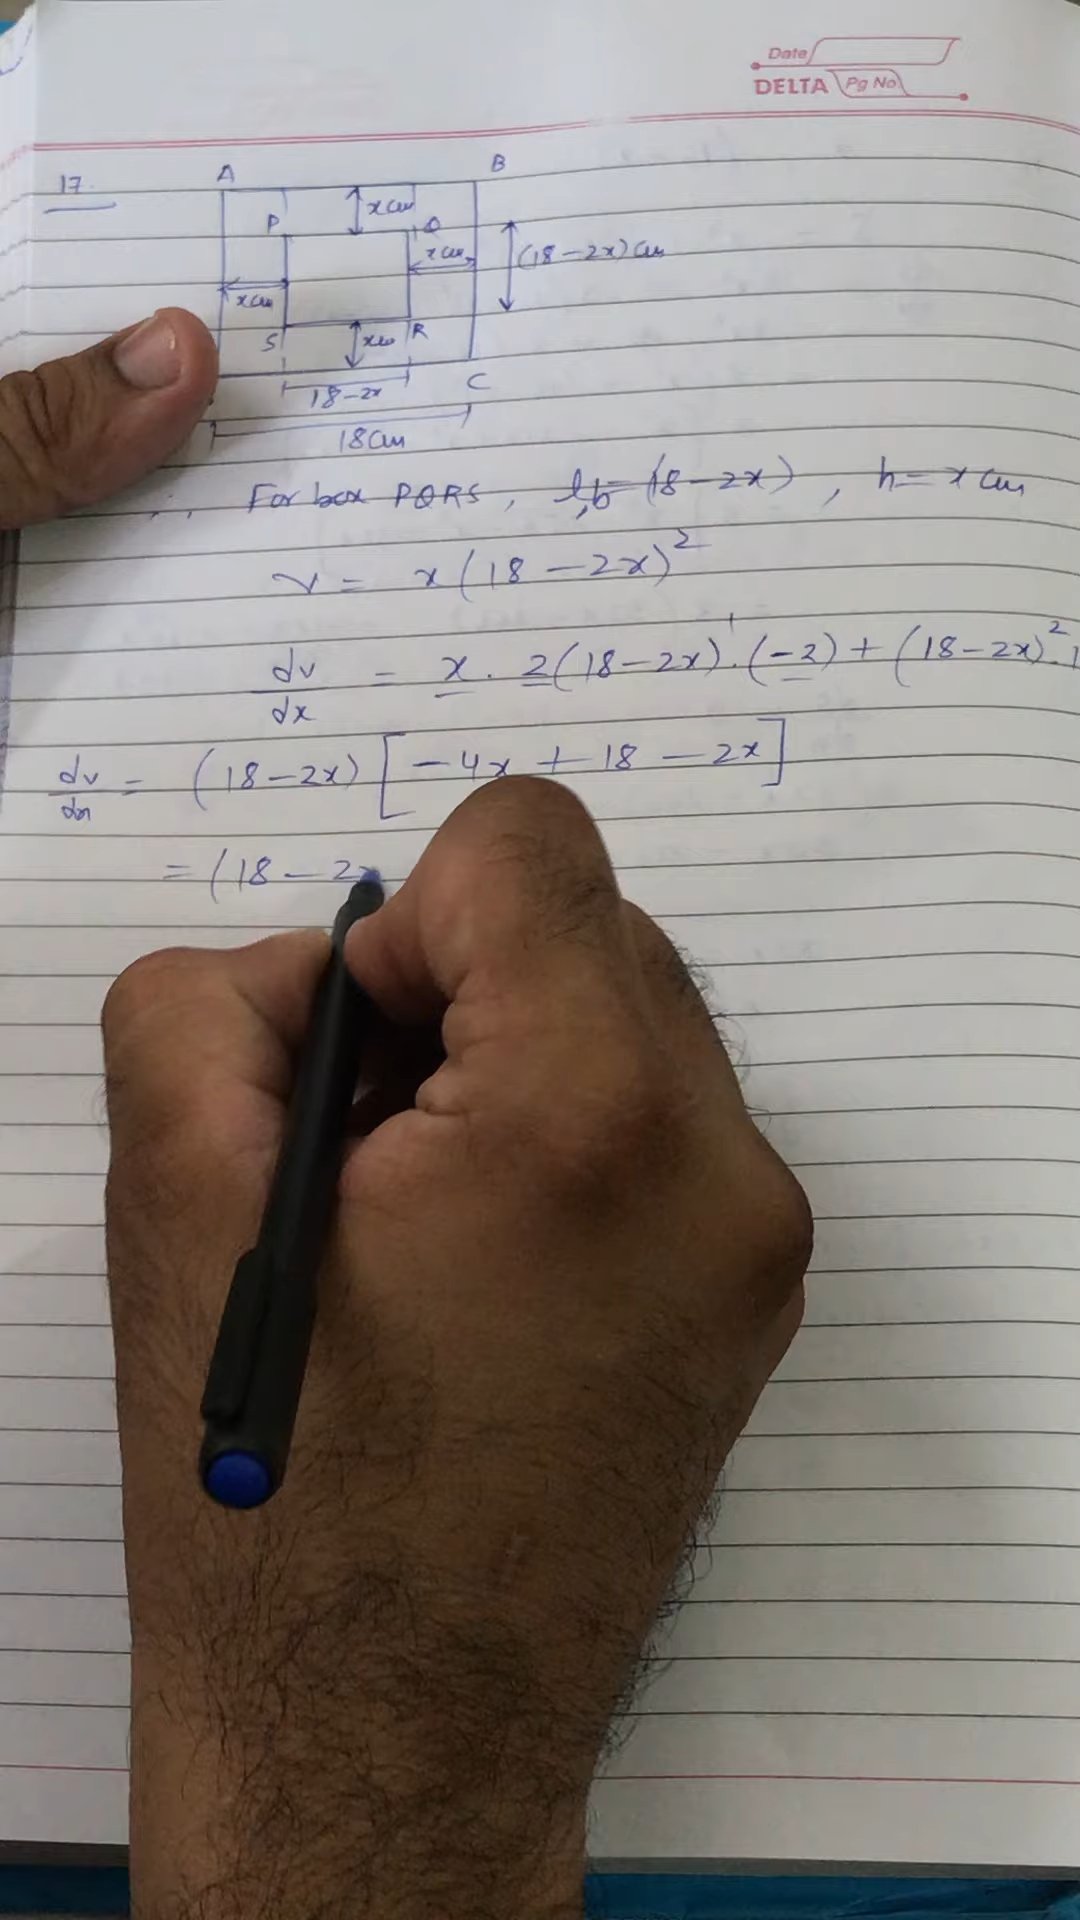 Date
DELTA Pg No
17.
A B
x cm
P Q
x cm
(18-2x) cm
x cm
S R
x cm
18-2x
C
18cm
∴ For box PQRS, l,b = (18-2x), h = x cm
V = x(18-2x)²
dv/dx = x . 2(18-2x)¹.(-2) + (18-2x)².1
dv/dx = (18-2x) [-4x + 18 - 2x]
= (18-2x